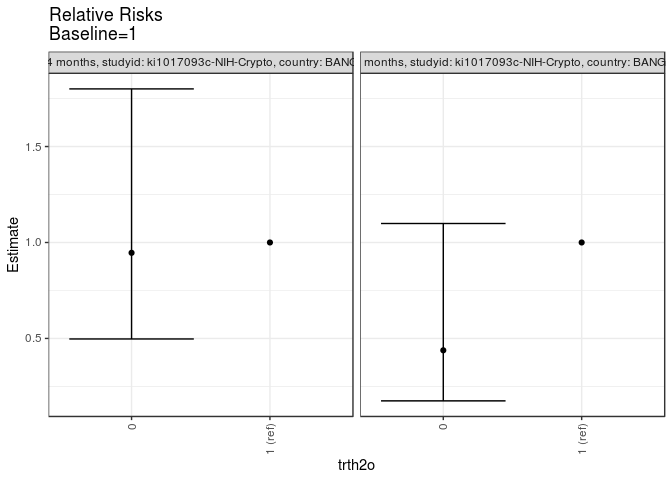 Relative Risks
Baseline=1
4 months, studyid: ki1017093c-NIH-Crypto, country: BANG
months, studyid: ki1017093c-NIH-Crypto, country: BANG
Estimate
1.5
1.0
0.5
0
1 (ref)
0
1 (ref)
trth2o